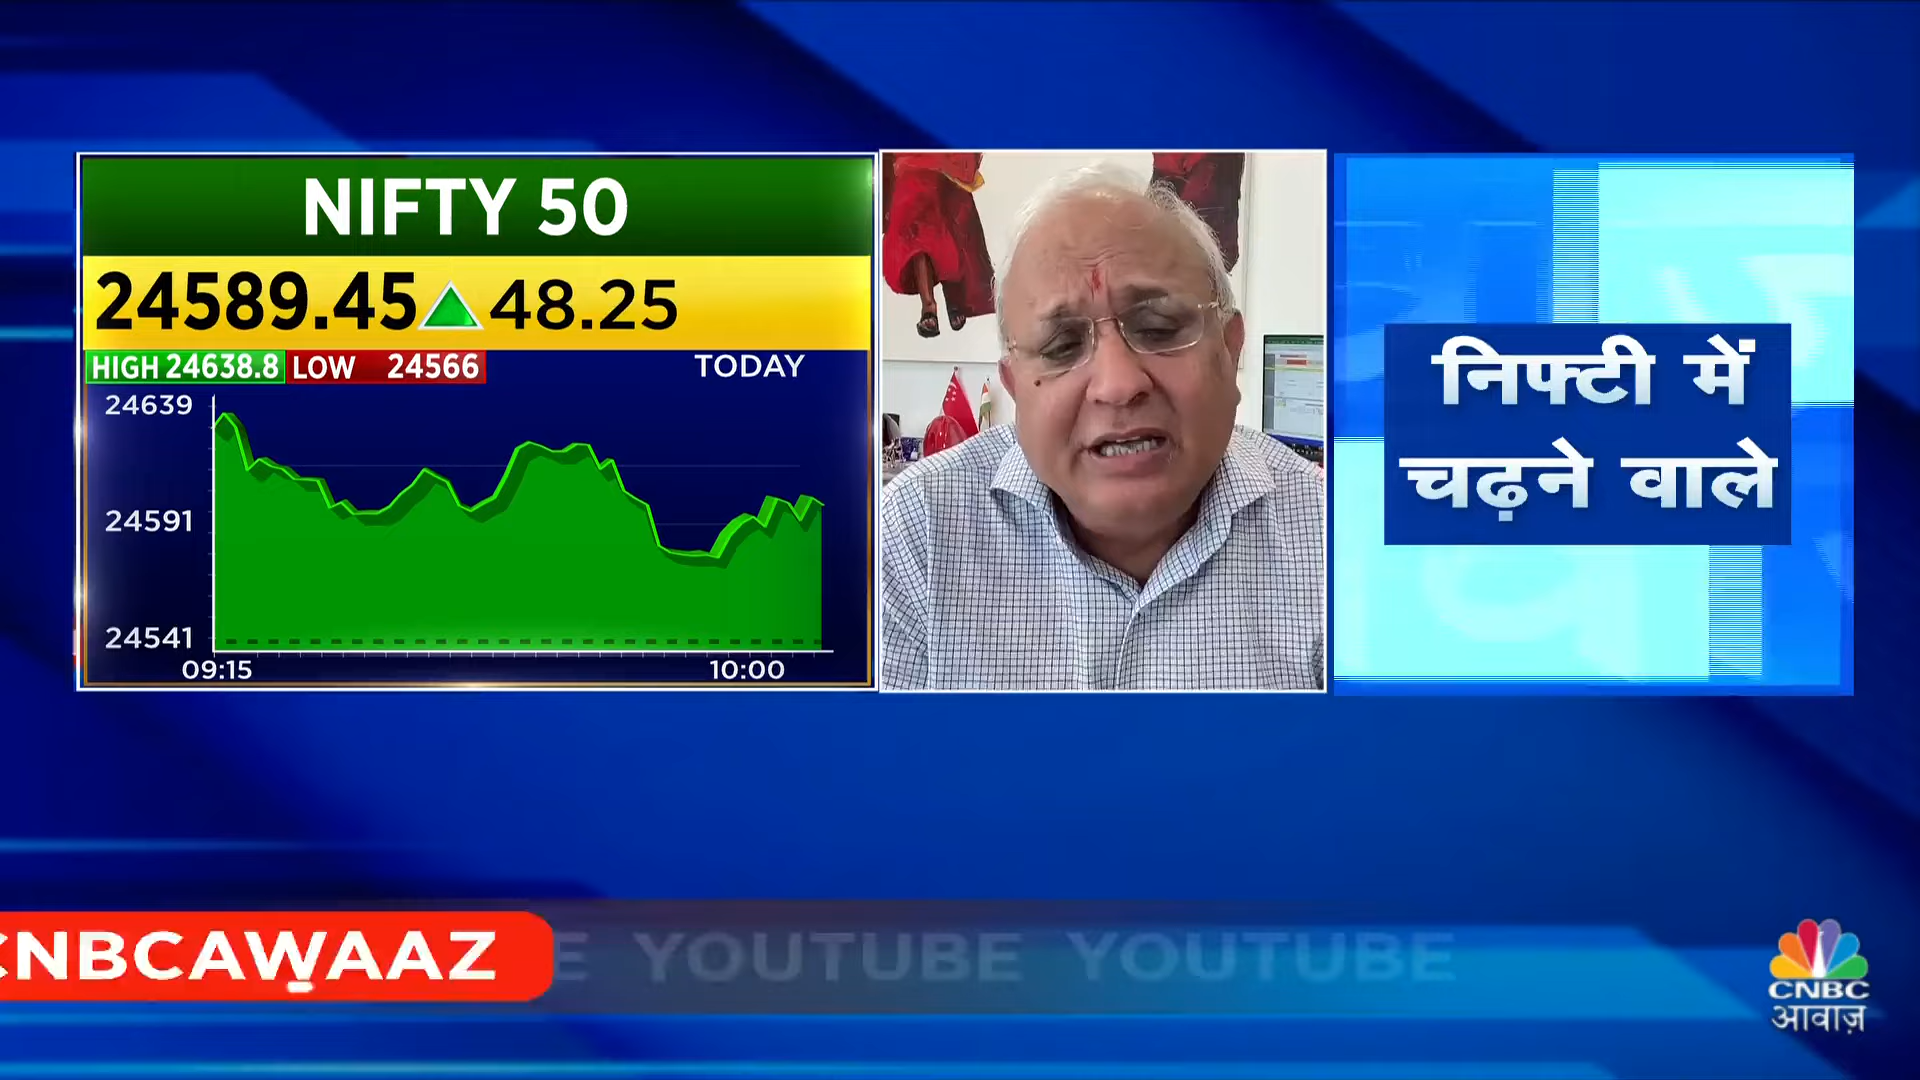 NIFTY 50
24589.45 48.25
HIGH 24638.8 LOW 24566 TODAY
24639
24591
24541
09:15 10:00
निफ्टी में
चढ़ने वाले
CNBCAWAAZ
YOUTUBE YOUTUBE
CNBC
आवाज़